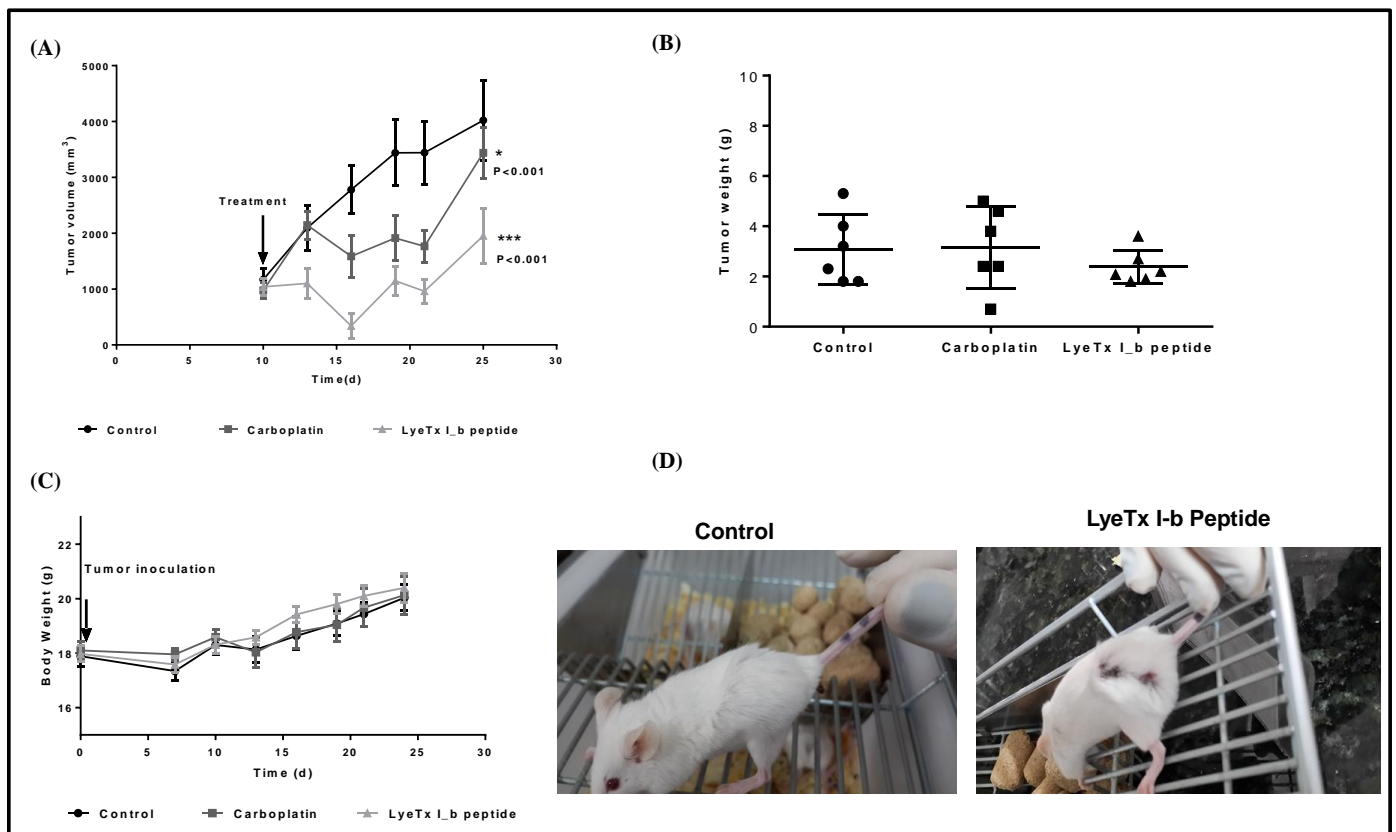 (A)
5000
4000
3000
2000
1000
0
Tumor volume (mm³)
Treatment
*
P<0.001
***
P<0.001
0 5 10 15 20 25 30
Time(d)
Control Carboplatin LyeTx I_b peptide
(B)
10
8
6
4
2
0
Tumor weight (g)
Control Carboplatin LyeTx I_b peptide
(C)
22
20
18
16
Body Weight (g)
Tumor inoculation
0 5 10 15 20 25 30
Time (d)
Control Carboplatin LyeTx I_b peptide
(D)
Control
LyeTx I-b Peptide